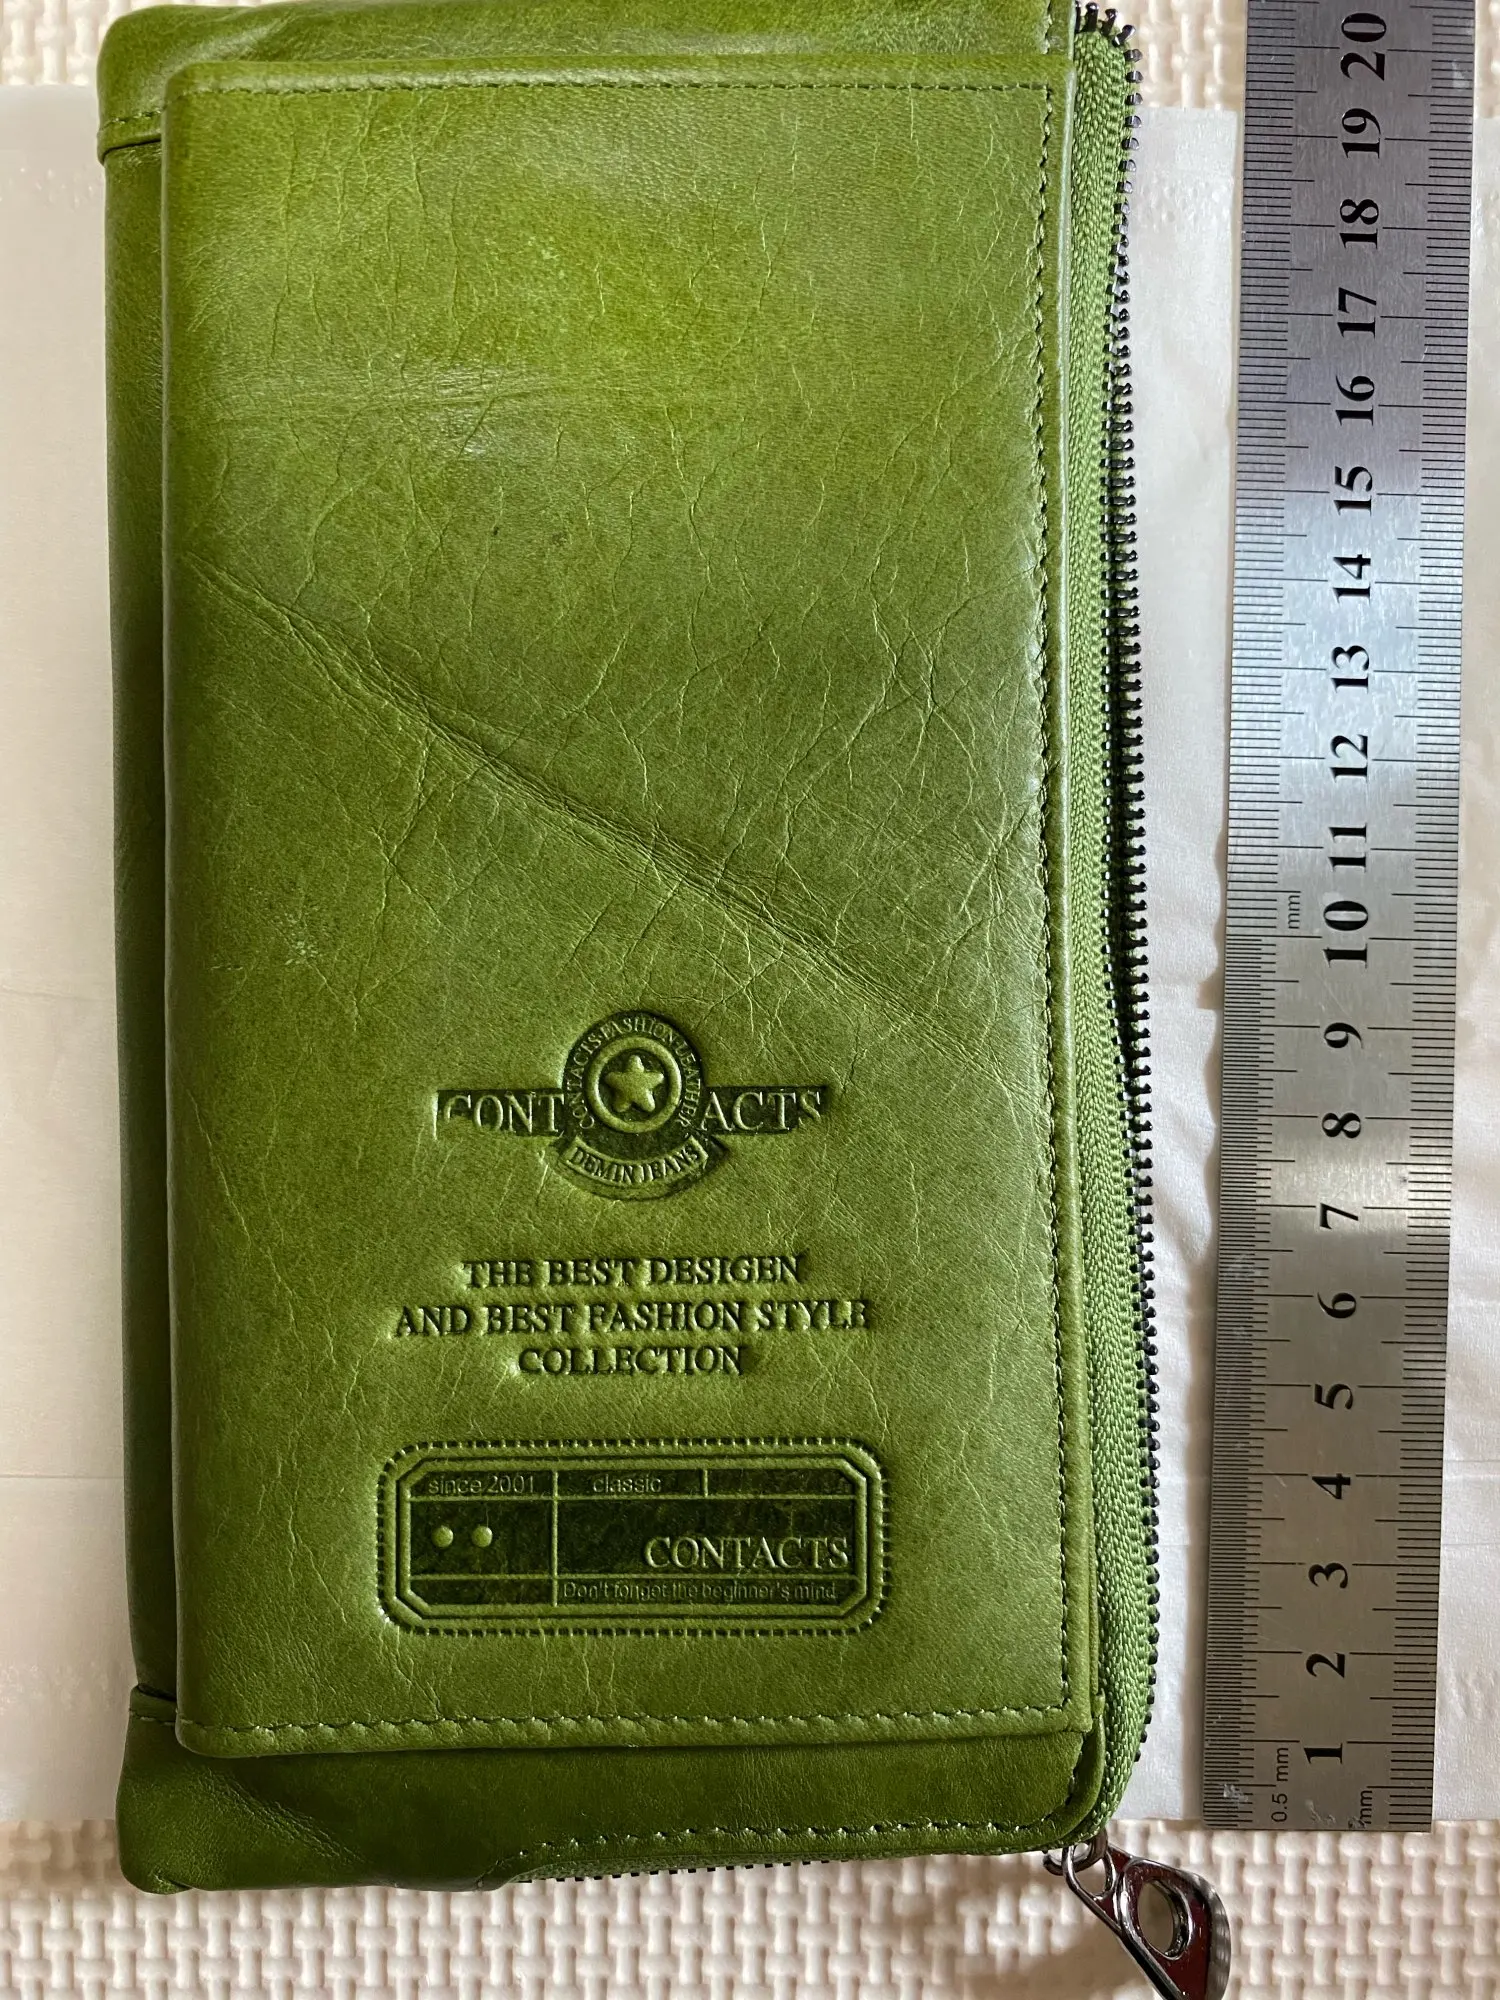 20
19
18
17
16
15
14
13
12
11
10
mm
9
8
7
6
5
4
3
2
1
0.5 mm
mm
CONTACTS·FASHION·LEATHER
CONT ACTS
DEMIN JEANS
THE BEST DESIGEN
AND BEST FASHION STYLE
COLLECTION
since 2001 classic
CONTACTS
Don't forget the beginner's mind